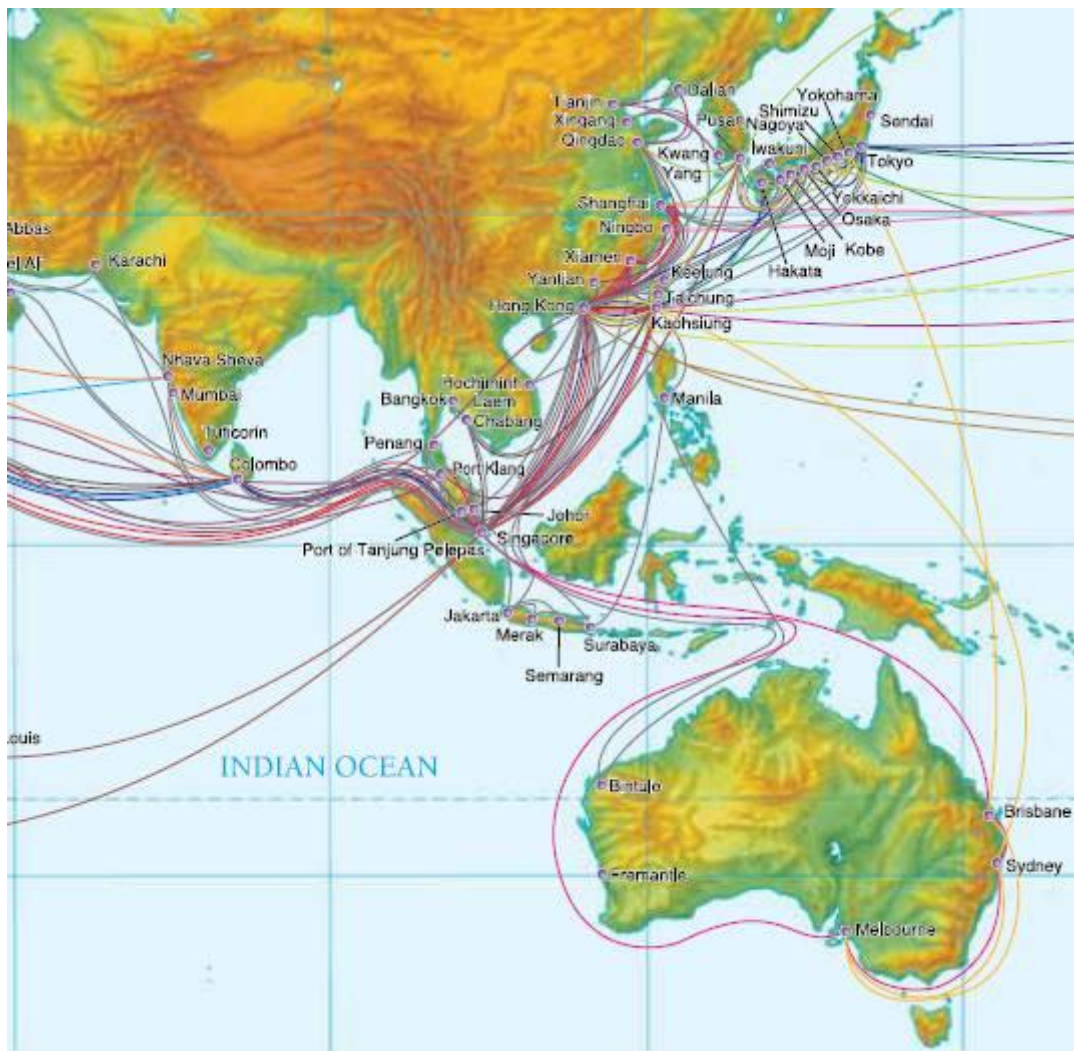 Dalian
Tianjin
Xingang
Qingdao
Pusan
Kwang
Yang
Yokohama
Shimizu
Nagoya
Iwakuni
Sendai
Tokyo
Yokkaichi
Osaka
Kobe
Moji
Hakata
Shanghai
Ningbo
Xiamen
Yantian
Keelung
Taichung
Hong Kong
Kaohsiung
Abbas
Karachi
Nhava Sheva
Mumbai
Tuticorin
Colombo
Hochiminh
Bangkok
Laem
Chabang
Manila
Penang
Port Klang
Johor
Singapore
Port of Tanjung Pelepas
Jakarta
Merak
Surabaya
Semarang
Louis
INDIAN OCEAN
Bintulo
Brisbane
Sydney
Fremantle
Melbourne